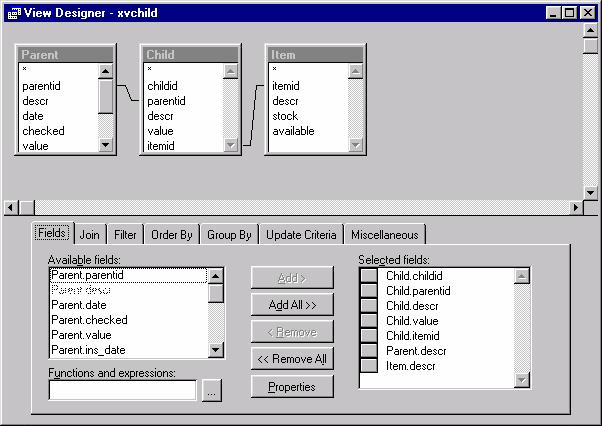 View Designer - xvchild
Parent
*
parentid
descr
date
checked
value
Child
*
childid
parentid
descr
value
itemid
Item
*
itemid
descr
stock
available
Fields Join Filter Order By Group By Update Criteria Miscellaneous
Available fields:
Parent.parentid
Parent.descr
Parent.date
Parent.checked
Parent.value
Parent.ins_date
Functions and expressions:
...
Add >
Add All >>
< Remove
<< Remove All
Properties
Selected fields:
Child.childid
Child.parentid
Child.descr
Child.value
Child.itemid
Parent.descr
Item.descr